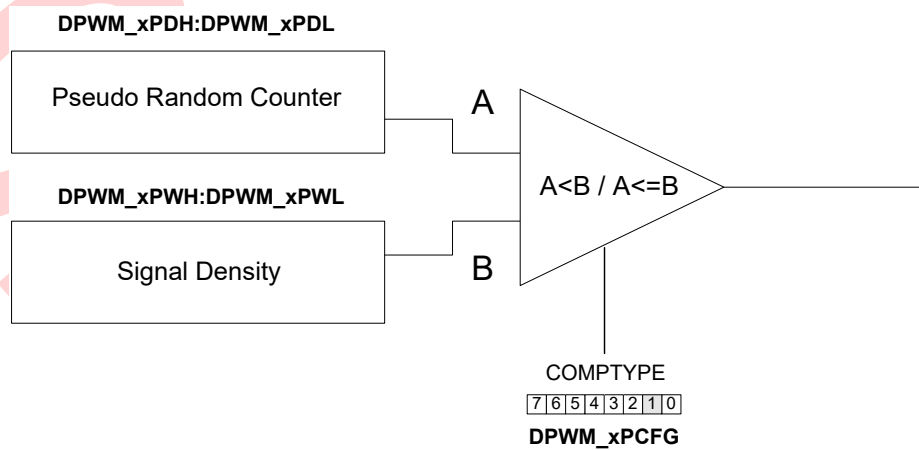 DPWM_xPDH:DPWM_xPDL
Pseudo Random Counter
A
DPWM_xPWH:DPWM_xPWL
A<B / A<=B
Signal Density
B
COMPTYPE
7 6 5 4 3 2 1 0
DPWM_xPCFG